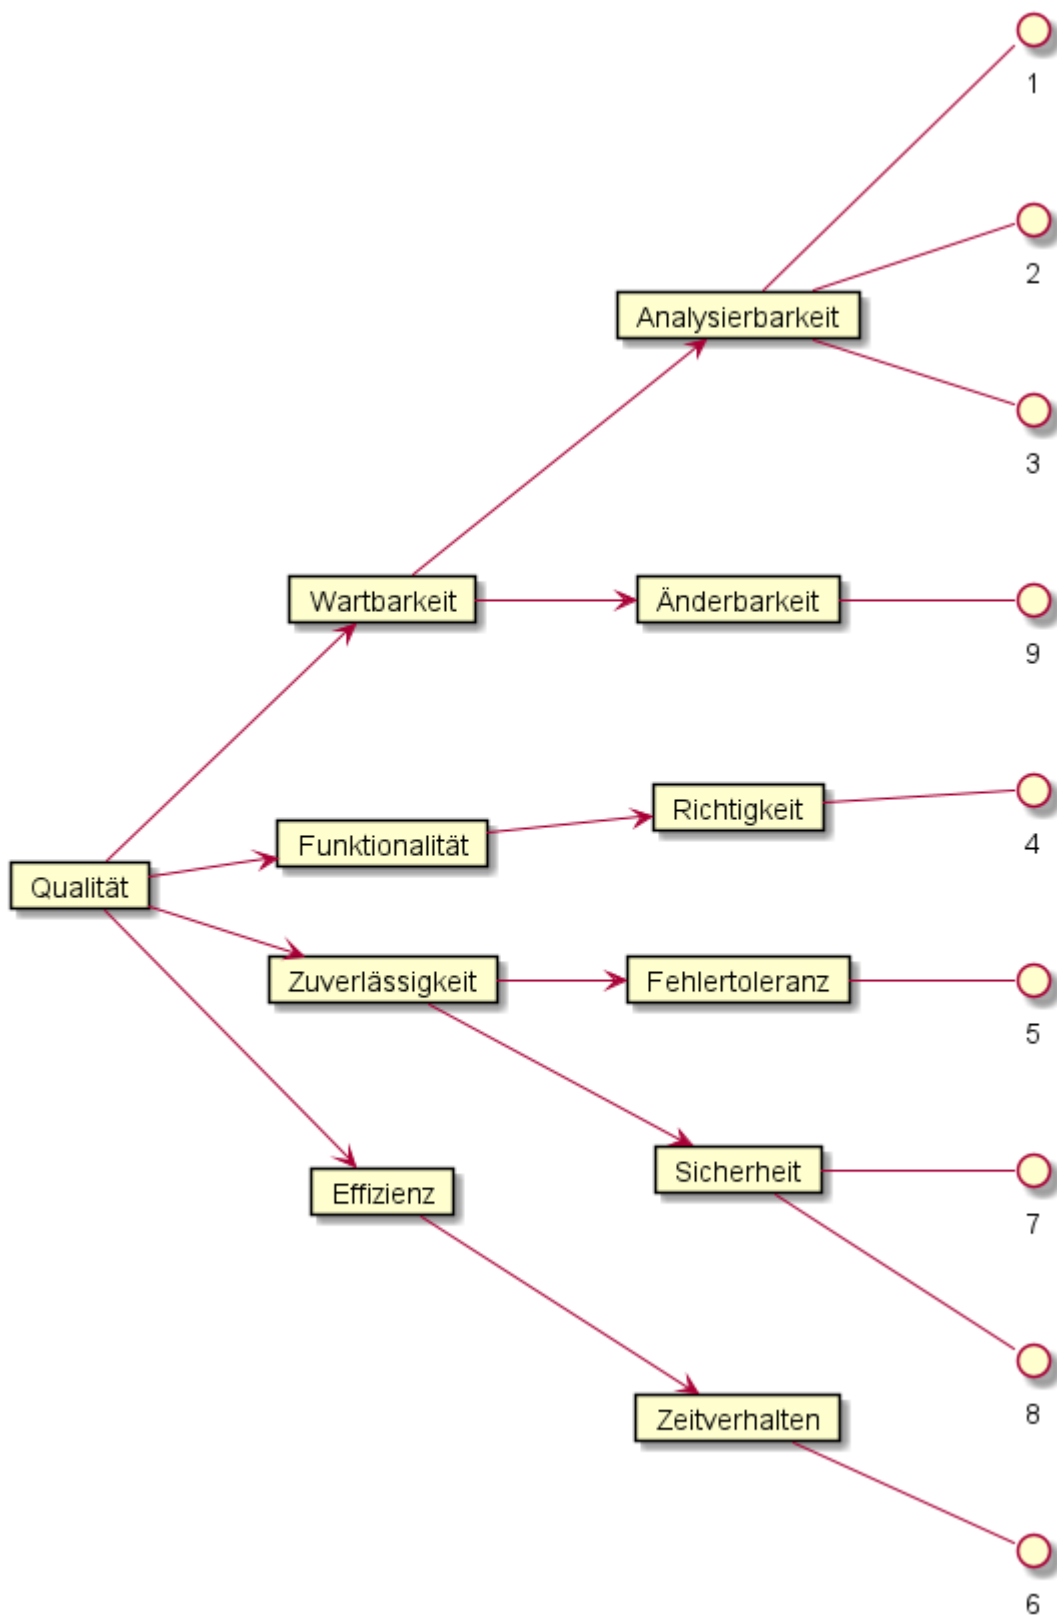 1
2
Analysierbarkeit
3
Wartbarkeit
Änderbarkeit
9
Richtigkeit
4
Funktionalität
Qualität
Zuverlässigkeit
Fehlertoleranz
5
Sicherheit
7
Effizienz
8
Zeitverhalten
6